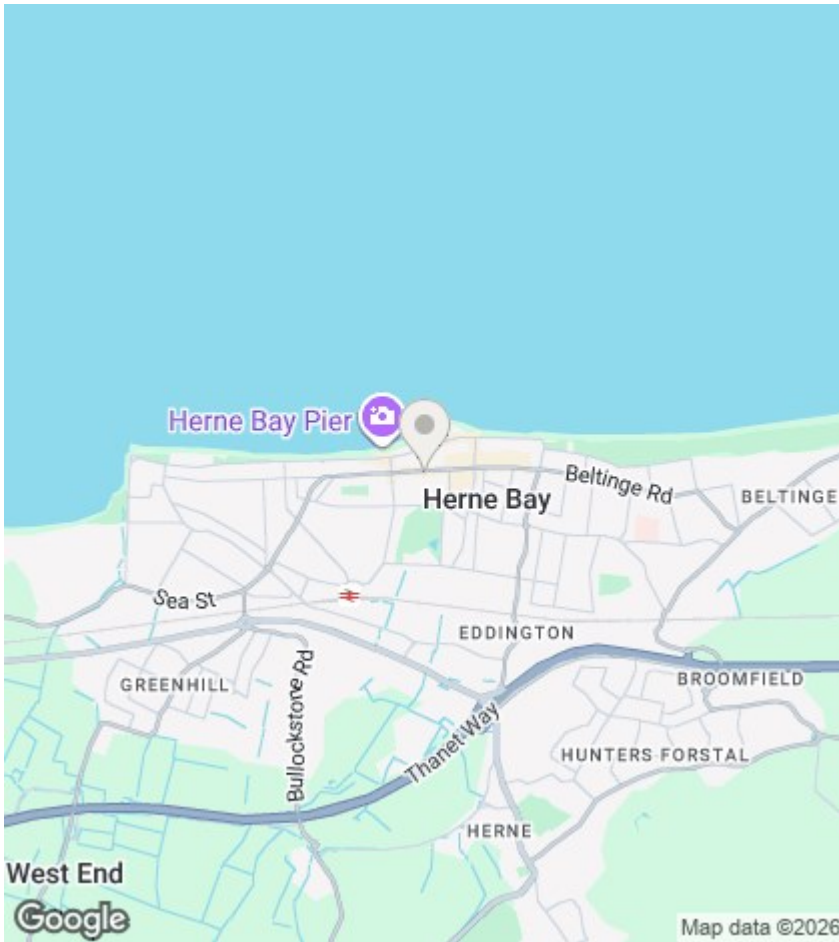 Herne Bay Pier
Herne Bay
Beltinge Rd
BELTINGE
Sea St
EDDINGTON
GREENHILL
Bullockstone Rd
BROOMFIELD
Thanet Way
HUNTERS FORSTAL
HERNE
West End
Google
Map data ©2026